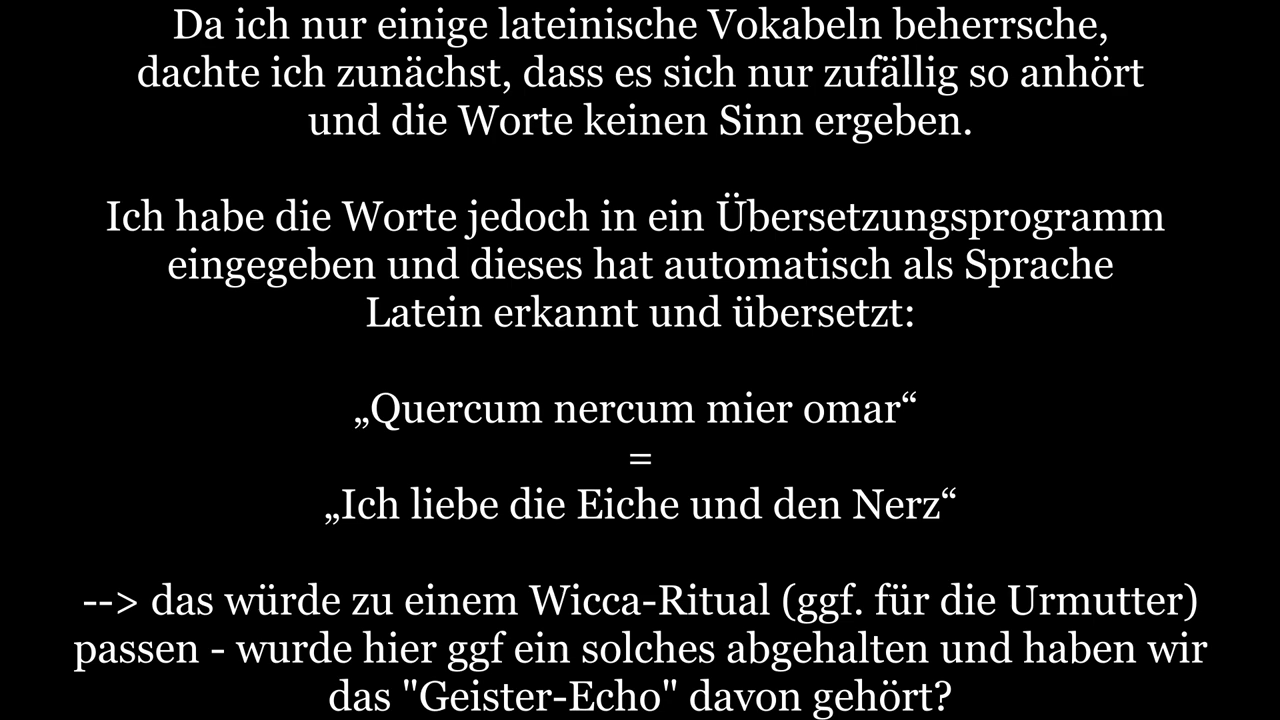 Da ich nur einige lateinische Vokabeln beherrsche,
dachte ich zunächst, dass es sich nur zufällig so anhört
und die Worte keinen Sinn ergeben.
Ich habe die Worte jedoch in ein Übersetzungsprogramm
eingegeben und dieses hat automatisch als Sprache
Latein erkannt und übersetzt:
„Quercum nercum mier omar“
=
„Ich liebe die Eiche und den Nerz“
--> das würde zu einem Wicca-Ritual (ggf. für die Urmutter)
passen - wurde hier ggf ein solches abgehalten und haben wir
das "Geister-Echo" davon gehört?